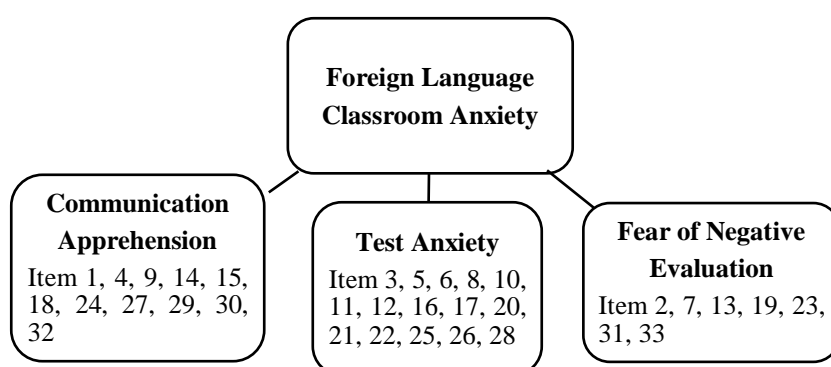 Foreign Language
Classroom Anxiety
Communication
Apprehension
Item 1, 4, 9, 14, 15,
18, 24, 27, 29, 30,
32
Test Anxiety
Item 3, 5, 6, 8, 10,
11, 12, 16, 17, 20,
21, 22, 25, 26, 28
Fear of Negative
Evaluation
Item 2, 7, 13, 19, 23,
31, 33